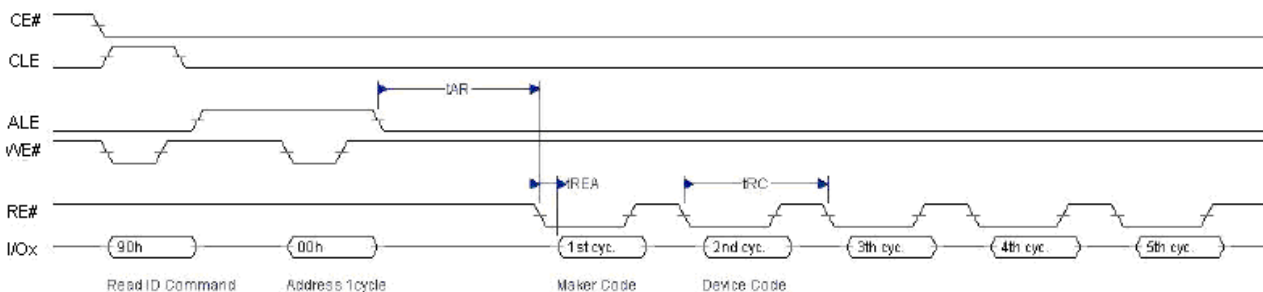 CE#
CLE
tAR
ALE
WE#
tREA
tRC
RE#
I/Ox
90h
00h
1st cyc.
2nd cyc.
3th cyc.
4th cyc.
5th cyc.
Read ID Command
Address 1cycle
Maker Code
Device Code